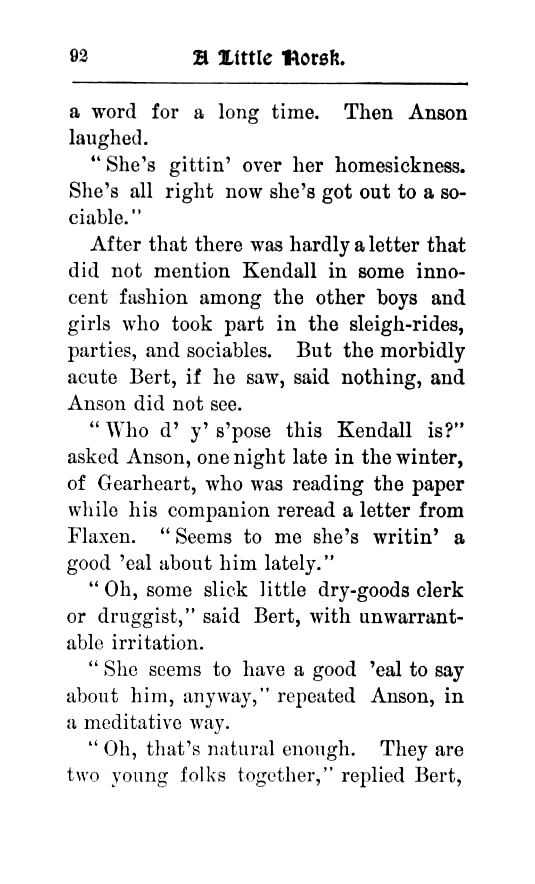 92 A Little Norsk.
a word for a long time. Then Anson
laughed.
“She’s gittin’ over her homesickness.
She’s all right now she’s got out to a so-
ciable.”
After that there was hardly a letter that
did not mention Kendall in some inno-
cent fashion among the other boys and
girls who took part in the sleigh-rides,
parties, and sociables. But the morbidly
acute Bert, if he saw, said nothing, and
Anson did not see.
“Who d’ y’ s’pose this Kendall is?”
asked Anson, one night late in the winter,
of Gearheart, who was reading the paper
while his companion reread a letter from
Flaxen. “Seems to me she’s writin’ a
good ’eal about him lately.”
“Oh, some slick little dry-goods clerk
or druggist,” said Bert, with unwarrant-
able irritation.
“She seems to have a good ’eal to say
about him, anyway,” repeated Anson, in
a meditative way.
“Oh, that’s natural enough. They are
two young folks together,” replied Bert,